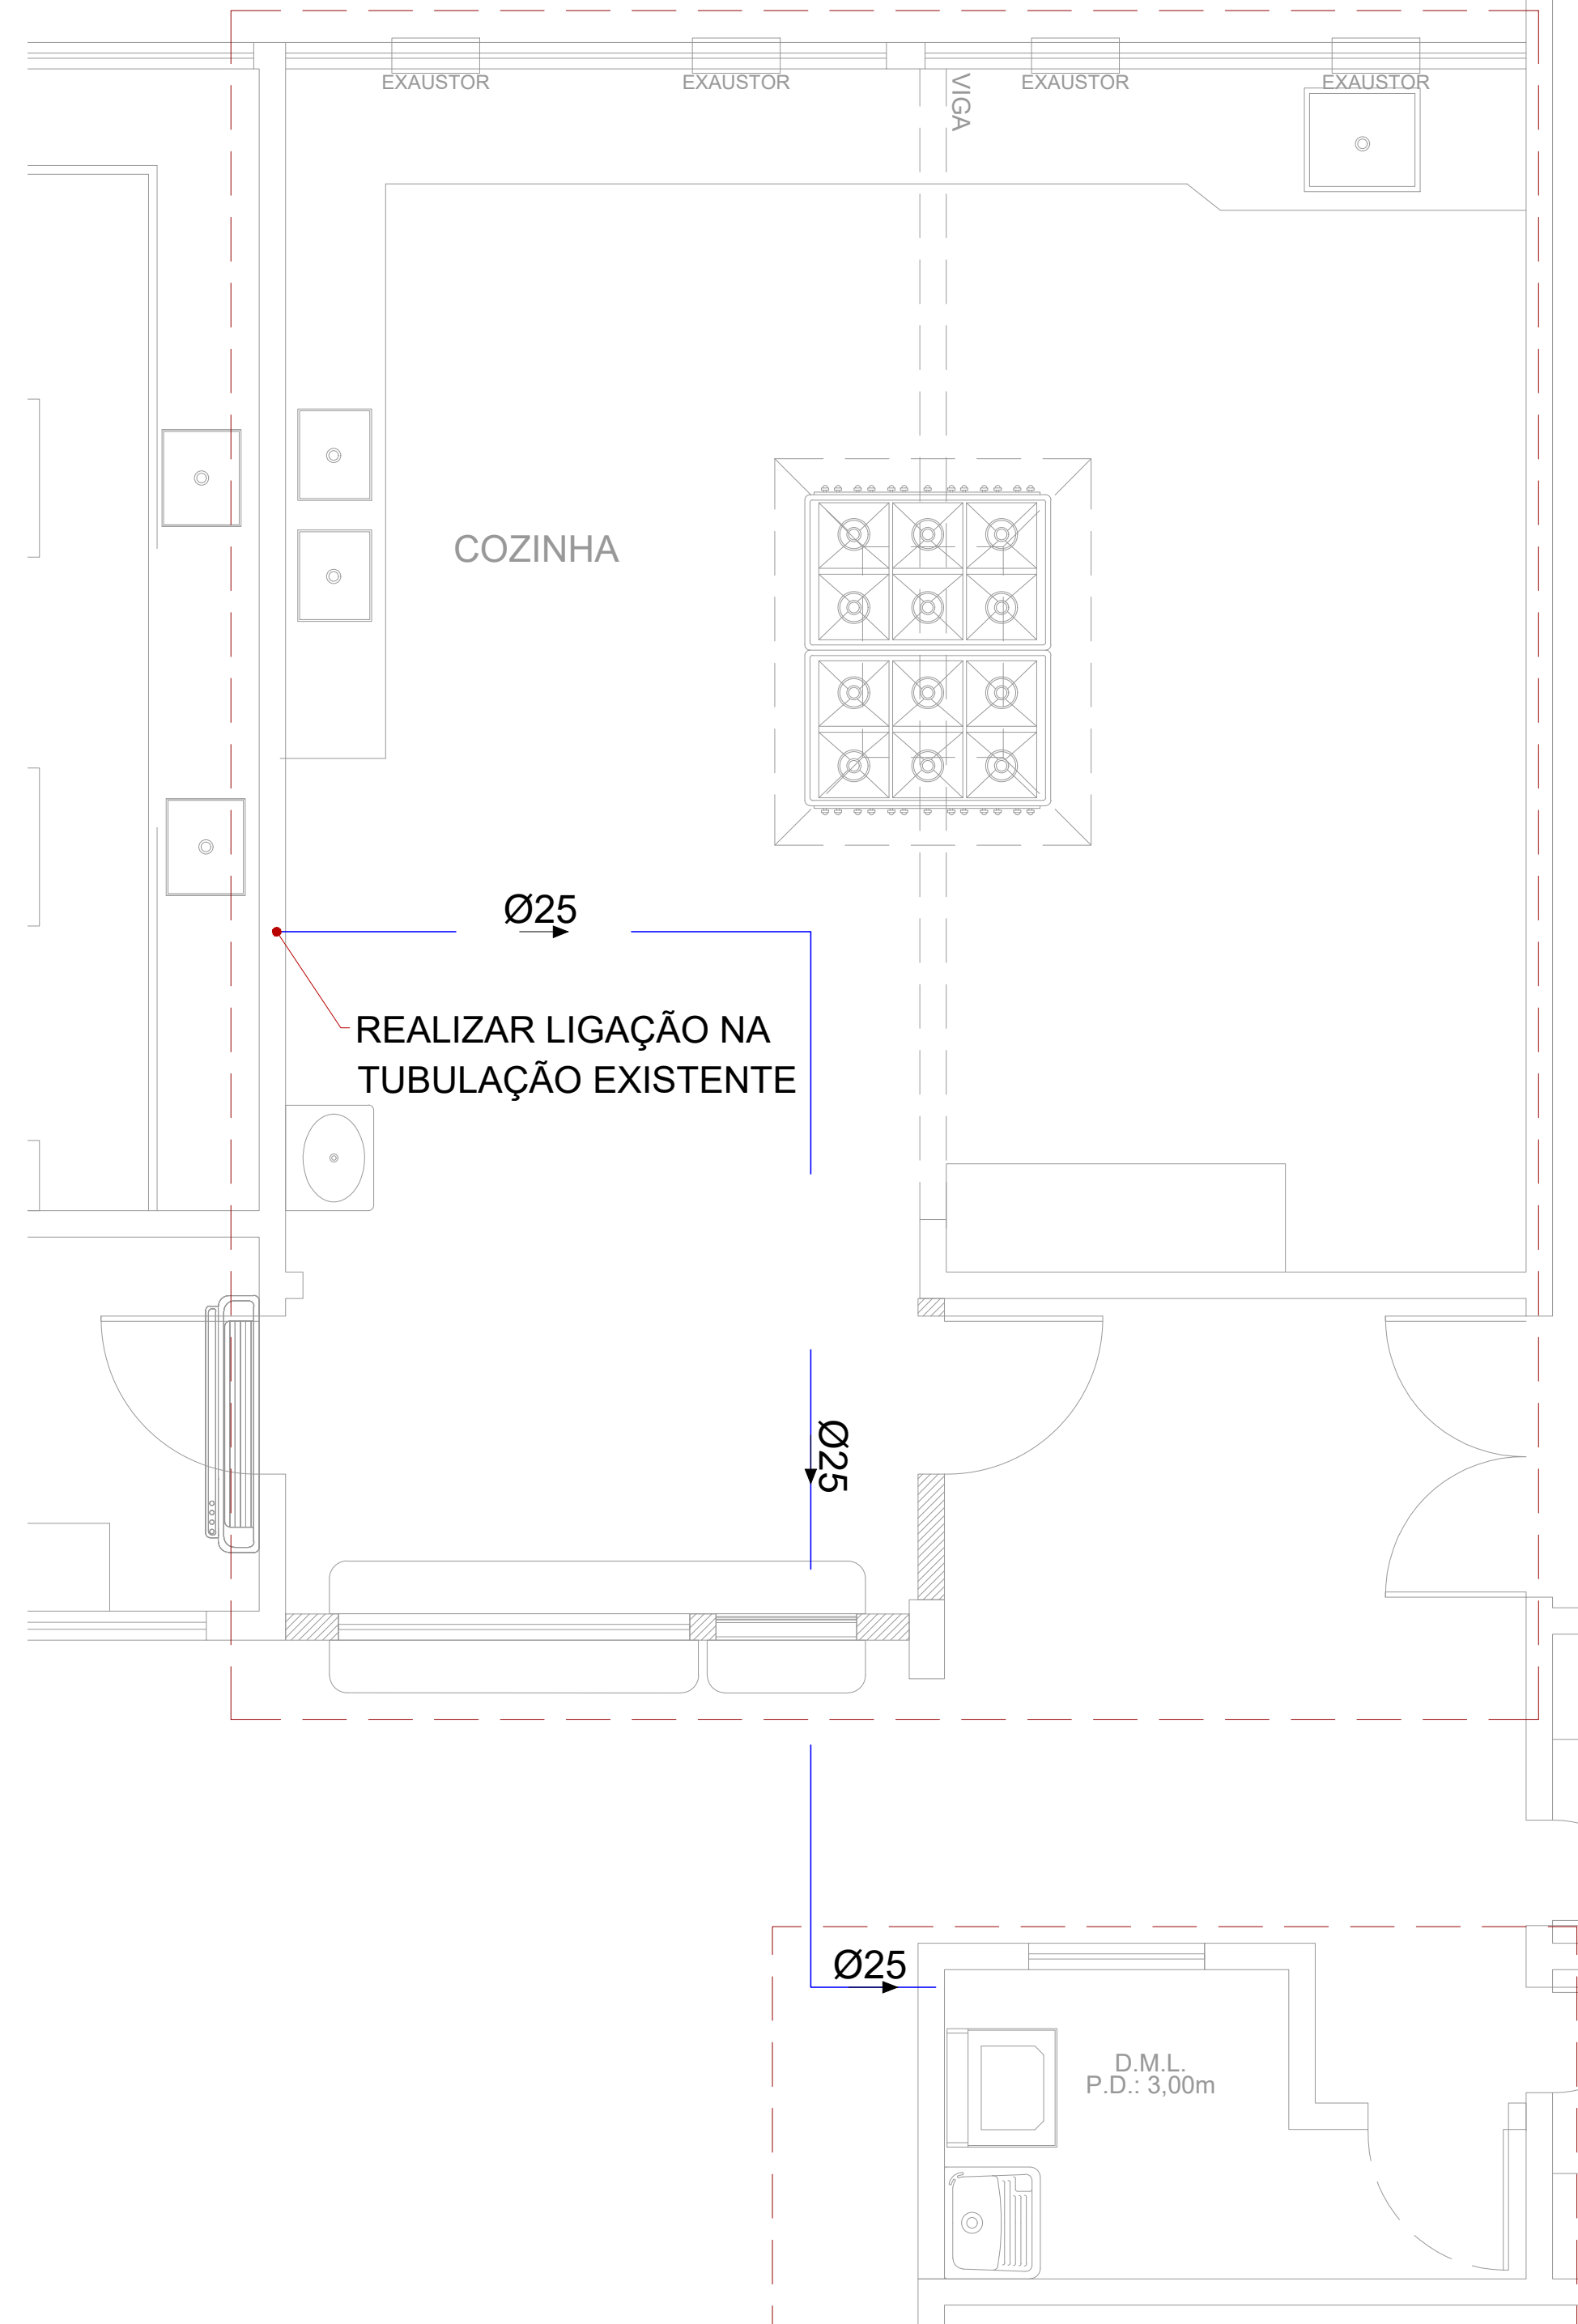 EXAUSTOR
EXAUSTOR
EXAUSTOR
EXAUSTOR
VIGA
COZINHA
Ø25
REALIZAR LIGAÇÃO NA
TUBULAÇÃO EXISTENTE
Ø25
Ø25
D.M.L.
P.D.: 3,00m